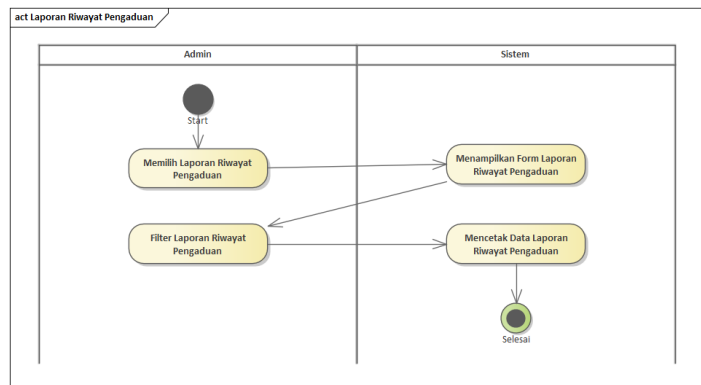 act Laporan Riwayat Pengaduan
Admin
Sistem
Start
Memilih Laporan Riwayat
Pengaduan
Menampilkan Form Laporan
Riwayat Pengaduan
Filter Laporan Riwayat
Pengaduan
Mencetak Data Laporan
Riwayat Pengaduan
Selesai